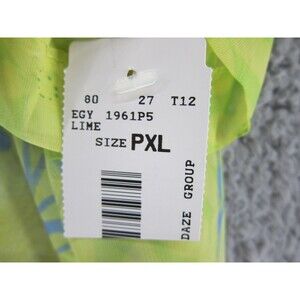 80 27 T12
EGY 1961P5
LIME
SIZE PXL
DAZE GROUP